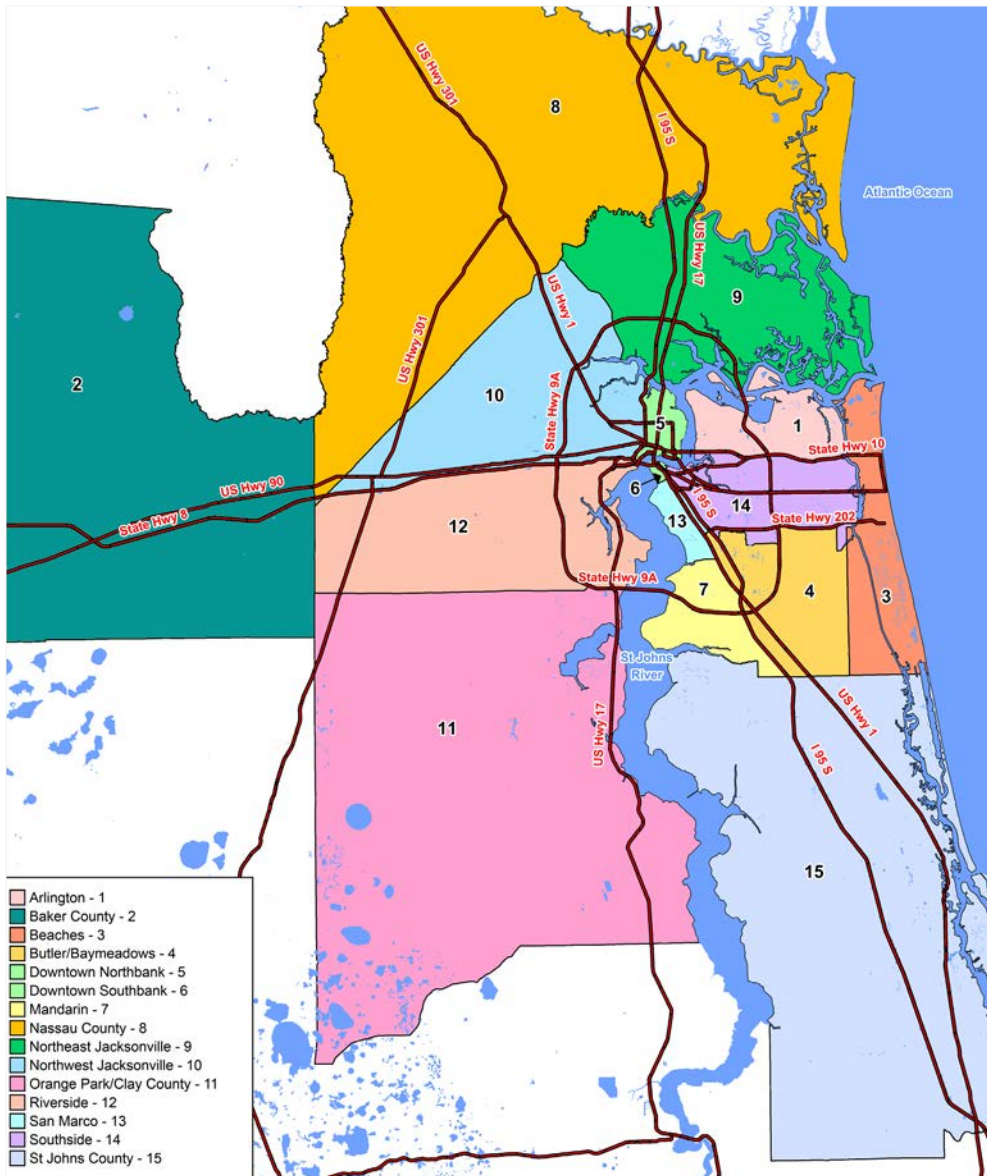 US Hwy 301
8
I 95 S
Atlantic Ocean
US Hwy 17
9
US Hwy 1
US Hwy 301
2
10
State Hwy 9A
5
1
State Hwy 10
US Hwy 90
6
I 95 S
14
State Hwy 8
12
13
State Hwy 202
State Hwy 9A
7
4
3
St Johns
River
11
US Hwy 17
US Hwy 1
I 95 S
15
Arlington - 1
Baker County - 2
Beaches - 3
Butler/Baymeadows - 4
Downtown Northbank - 5
Downtown Southbank - 6
Mandarin - 7
Nassau County - 8
Northeast Jacksonville - 9
Northwest Jacksonville - 10
Orange Park/Clay County - 11
Riverside - 12
San Marco - 13
Southside - 14
St Johns County - 15